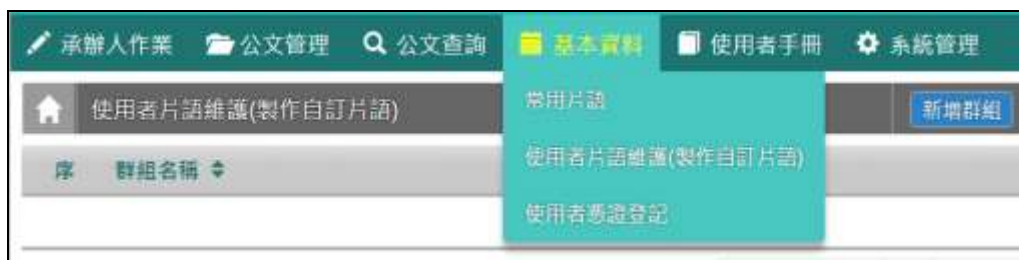 承辦人作業 公文管理 公文查詢 基本資料 使用者手冊 系統管理
使用者片語維護(製作自訂片語) 新增群組
序 群組名稱
常用片語
使用者片語維護(製作自訂片語)
使用者憑證登記